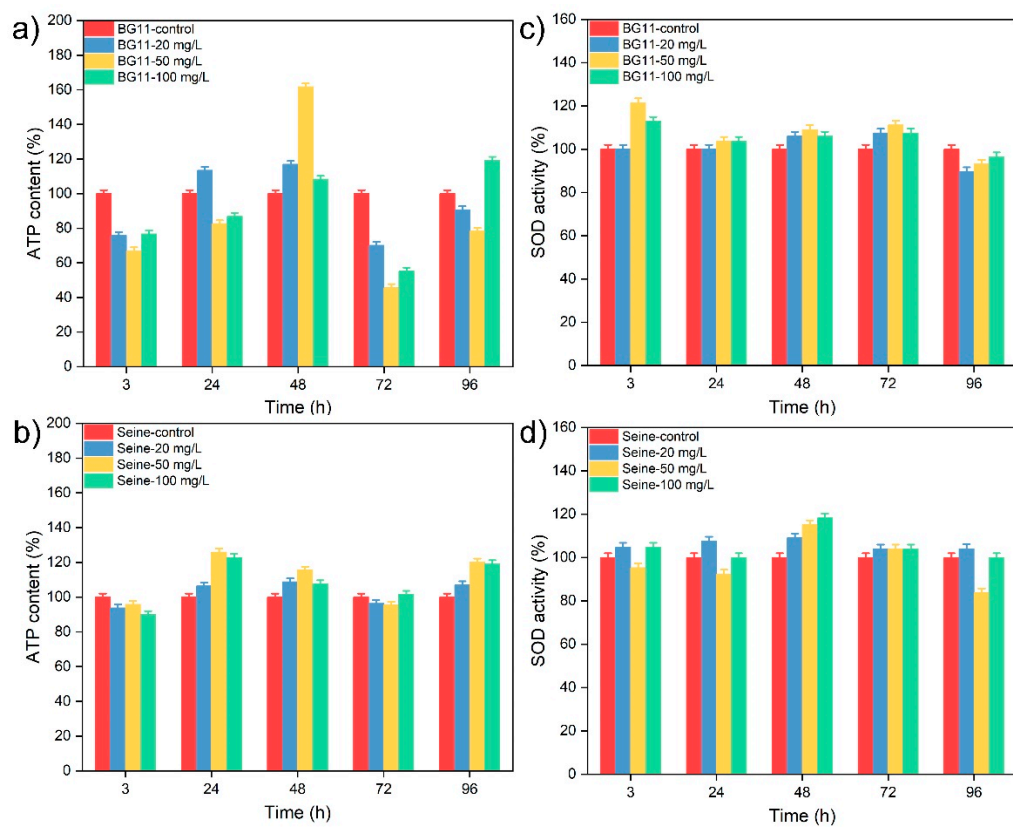 a)
ATP content (%)
200
180
160
140
120
100
80
60
40
20
0
BG11-control
BG11-20 mg/L
BG11-50 mg/L
BG11-100 mg/L
3 24 48 72 96
Time (h)
c)
SOD activity (%)
160
140
120
100
80
60
40
20
0
BG11-control
BG11-20 mg/L
BG11-50 mg/L
BG11-100 mg/L
3 24 48 72 96
Time (h)
b)
ATP content (%)
200
180
160
140
120
100
80
60
40
20
0
Seine-control
Seine-20 mg/L
Seine-50 mg/L
Seine-100 mg/L
3 24 48 72 96
Time (h)
d)
SOD activity (%)
160
140
120
100
80
60
40
20
0
Seine-control
Seine-20 mg/L
Seine-50 mg/L
Seine-100 mg/L
3 24 48 72 96
Time (h)